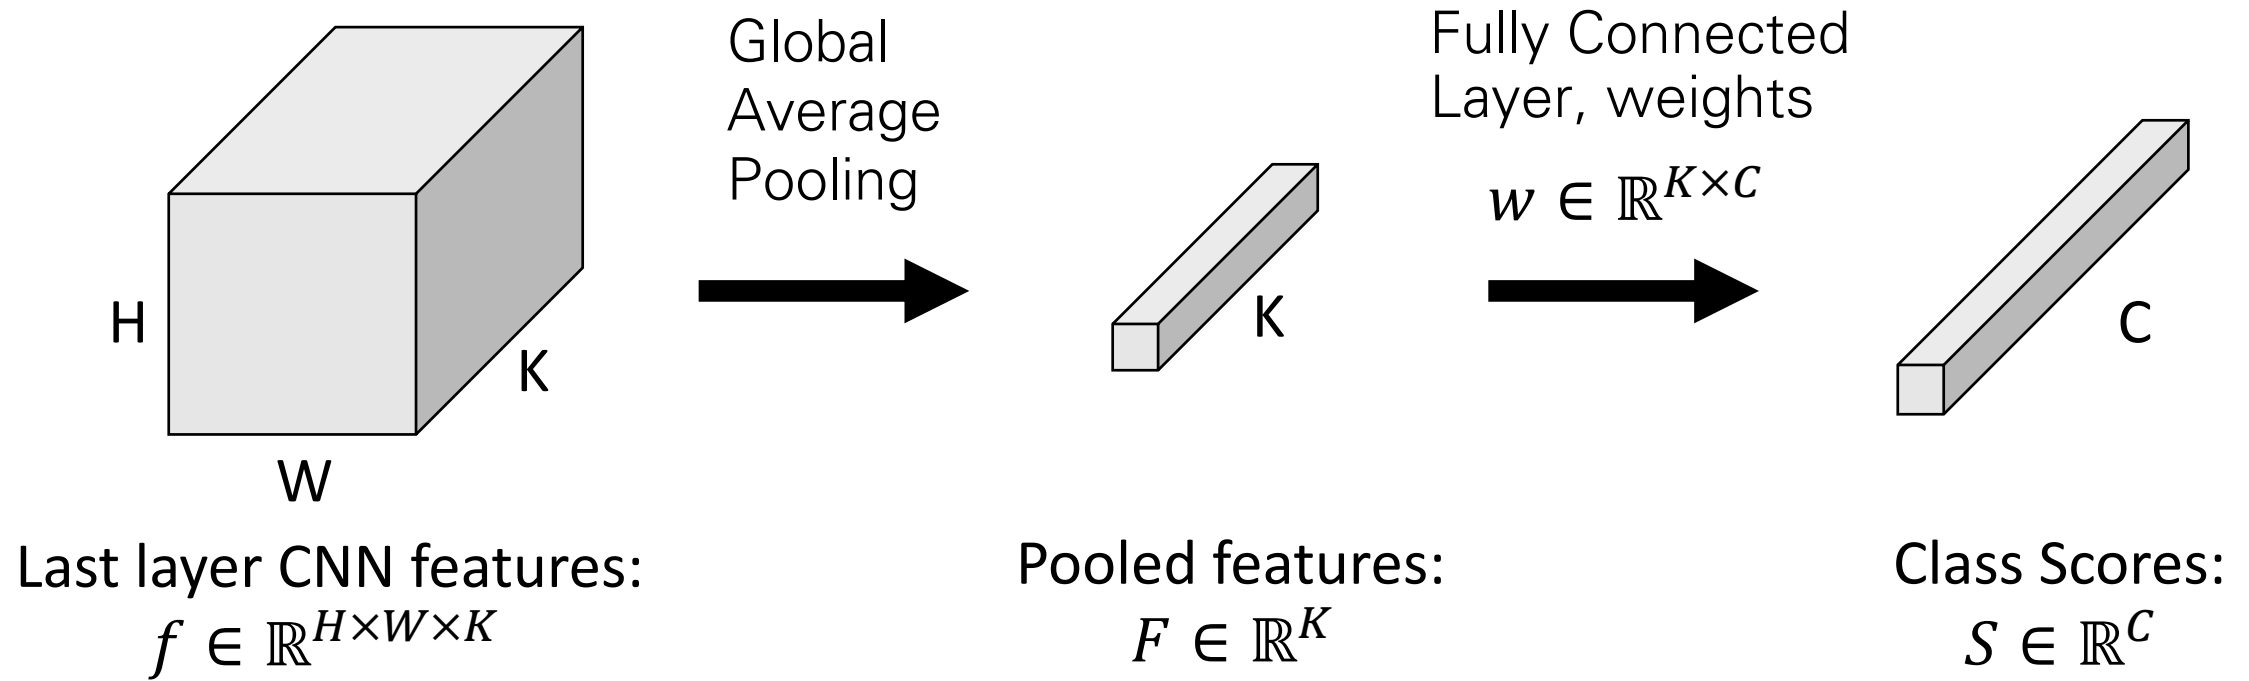 Global
Average
Pooling
Fully Connected
Layer, weights
w ∈ ℝ^{K×C}
H
W
K
K
C
Last layer CNN features:
f ∈ ℝ^{H×W×K}
Pooled features:
F ∈ ℝ^K
Class Scores:
S ∈ ℝ^C